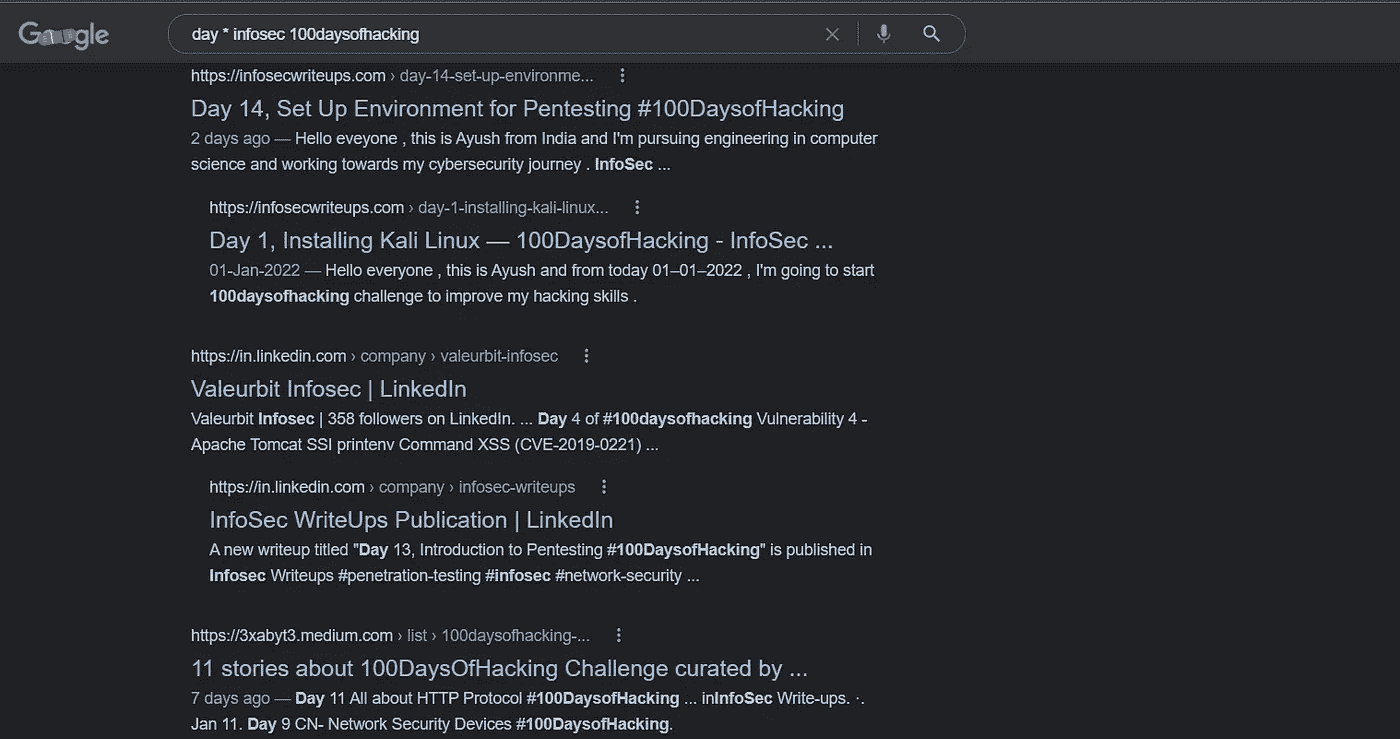 Google
day * infosec 100daysofhacking
https://infosecwriteups.com › day-14-set-up-environme...
Day 14, Set Up Environment for Pentesting #100DaysofHacking
2 days ago — Hello eveyone , this is Ayush from India and I'm pursuing engineering in computer
science and working towards my cybersecurity journey . InfoSec ...
https://infosecwriteups.com › day-1-installing-kali-linux...
Day 1, Installing Kali Linux — 100DaysofHacking - InfoSec ...
01-Jan-2022 — Hello everyone , this is Ayush and from today 01–01–2022 , I'm going to start
100daysofhacking challenge to improve my hacking skills .
https://in.linkedin.com › company › valeurbit-infosec
Valeurbit Infosec | LinkedIn
Valeurbit Infosec | 358 followers on LinkedIn. ... Day 4 of #100daysofhacking Vulnerability 4 -
Apache Tomcat SSI printenv Command XSS (CVE-2019-0221) ...
https://in.linkedin.com › company › infosec-writeups
InfoSec WriteUps Publication | LinkedIn
A new writeup titled "Day 13, Introduction to Pentesting #100DaysofHacking" is published in
Infosec Writeups #penetration-testing #infosec #network-security ...
https://3xabyt3.medium.com › list › 100daysofhacking-...
11 stories about 100DaysOfHacking Challenge curated by ...
7 days ago — Day 11 All about HTTP Protocol #100DaysofHacking ... inInfoSec Write-ups. ·.
Jan 11. Day 9 CN- Network Security Devices #100DaysofHacking.